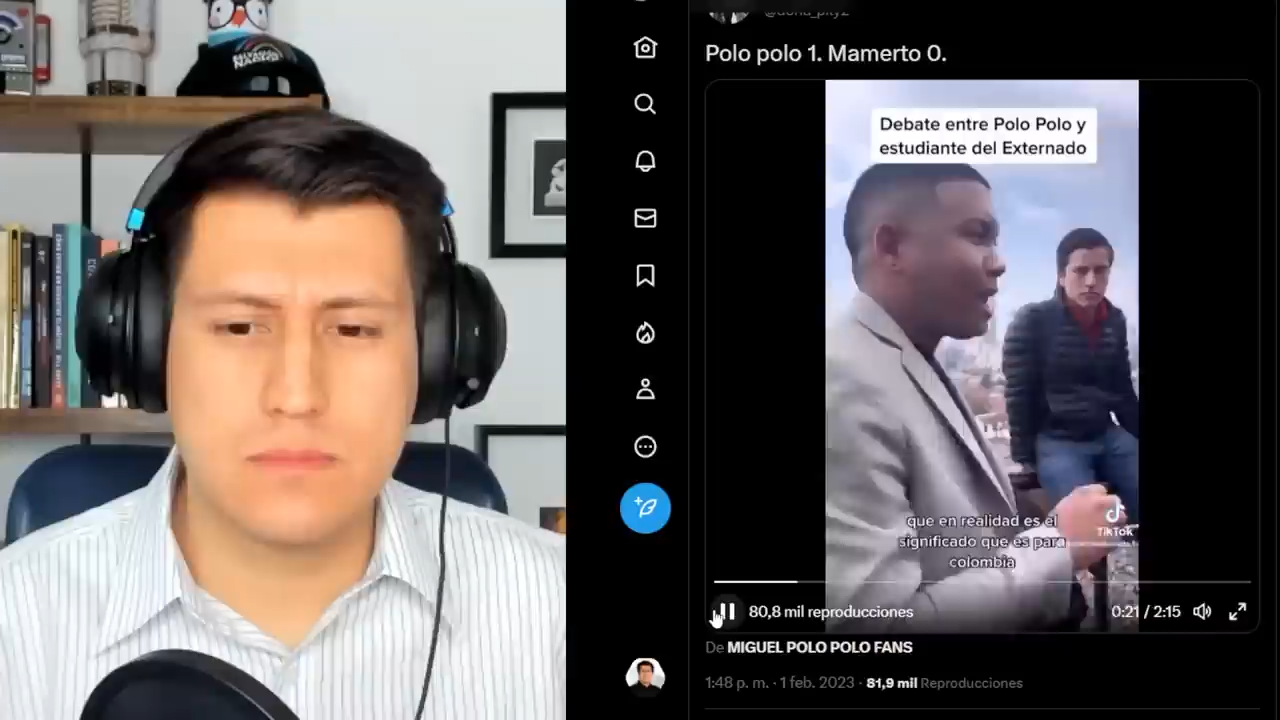 @doña_pity2
Polo polo 1. Mamerto 0.
Debate entre Polo Polo y
estudiante del Externado
que en realidad es el
significado que es para
colombia
TikTok
80,8 mil reproducciones
0:21 / 2:15
De MIGUEL POLO POLO FANS
1:48 p. m. · 1 feb. 2023 · 81,9 mil Reproducciones